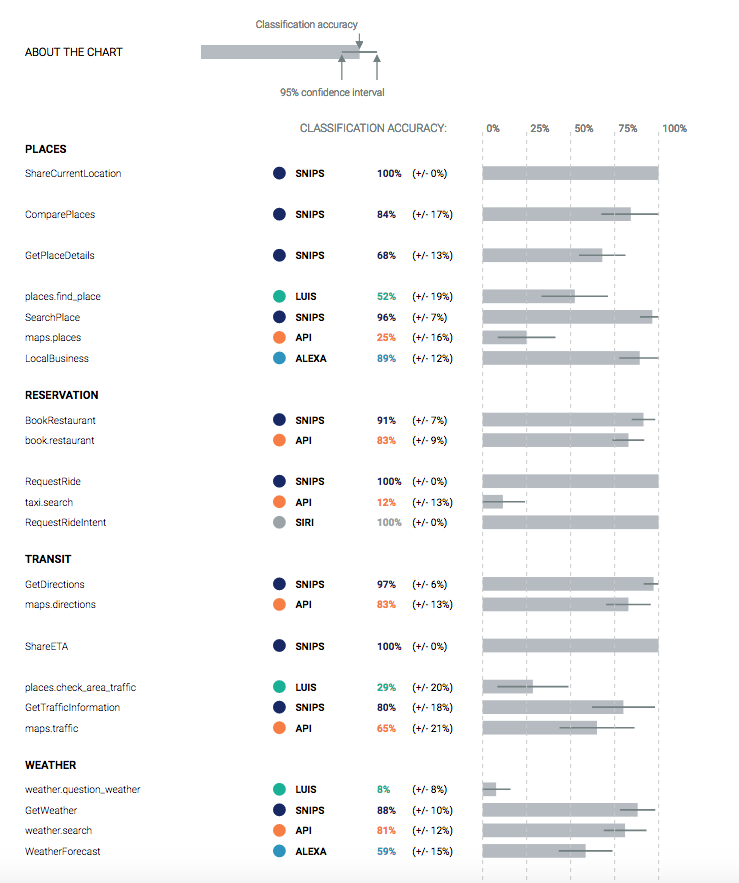 Classification accuracy
ABOUT THE CHART
95% confidence interval
CLASSIFICATION ACCURACY: 0% 25% 50% 75% 100%
PLACES
ShareCurrentLocation SNIPS 100% (+/- 0%)
ComparePlaces SNIPS 84% (+/- 17%)
GetPlaceDetails SNIPS 68% (+/- 13%)
places.find_place LUIS 52% (+/- 19%)
SearchPlace SNIPS 96% (+/- 7%)
maps.places API 25% (+/- 16%)
LocalBusiness ALEXA 89% (+/- 12%)
RESERVATION
BookRestaurant SNIPS 91% (+/- 7%)
book.restaurant API 83% (+/- 9%)
RequestRide SNIPS 100% (+/- 0%)
taxi.search API 12% (+/- 13%)
RequestRideIntent SIRI 100% (+/- 0%)
TRANSIT
GetDirections SNIPS 97% (+/- 6%)
maps.directions API 83% (+/- 13%)
ShareETA SNIPS 100% (+/- 0%)
places.check_area_traffic LUIS 29% (+/- 20%)
GetTrafficInformation SNIPS 80% (+/- 18%)
maps.traffic API 65% (+/- 21%)
WEATHER
weather.question_weather LUIS 8% (+/- 8%)
GetWeather SNIPS 88% (+/- 10%)
weather.search API 81% (+/- 12%)
WeatherForecast ALEXA 59% (+/- 15%)